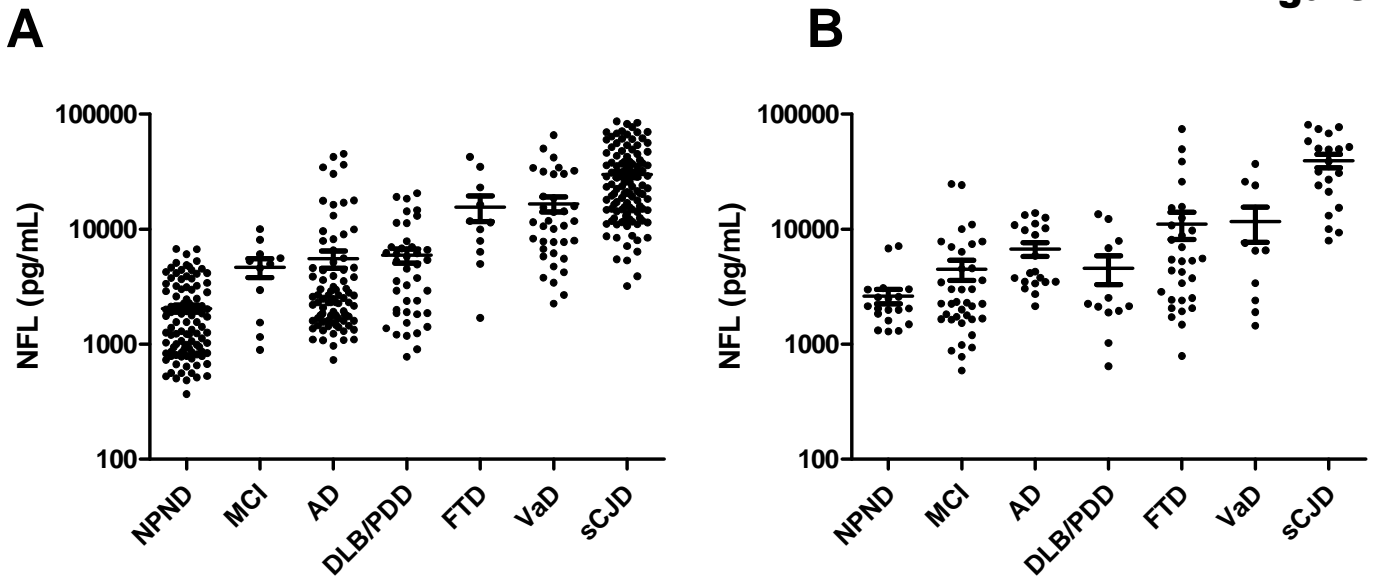 A
B
NFL (pg/mL)
100000
10000
1000
100
NPND
MCI
AD
DLB/PDD
FTD
VaD
sCJD
NFL (pg/mL)
100000
10000
1000
100
NPND
MCI
AD
DLB/PDD
FTD
VaD
sCJD